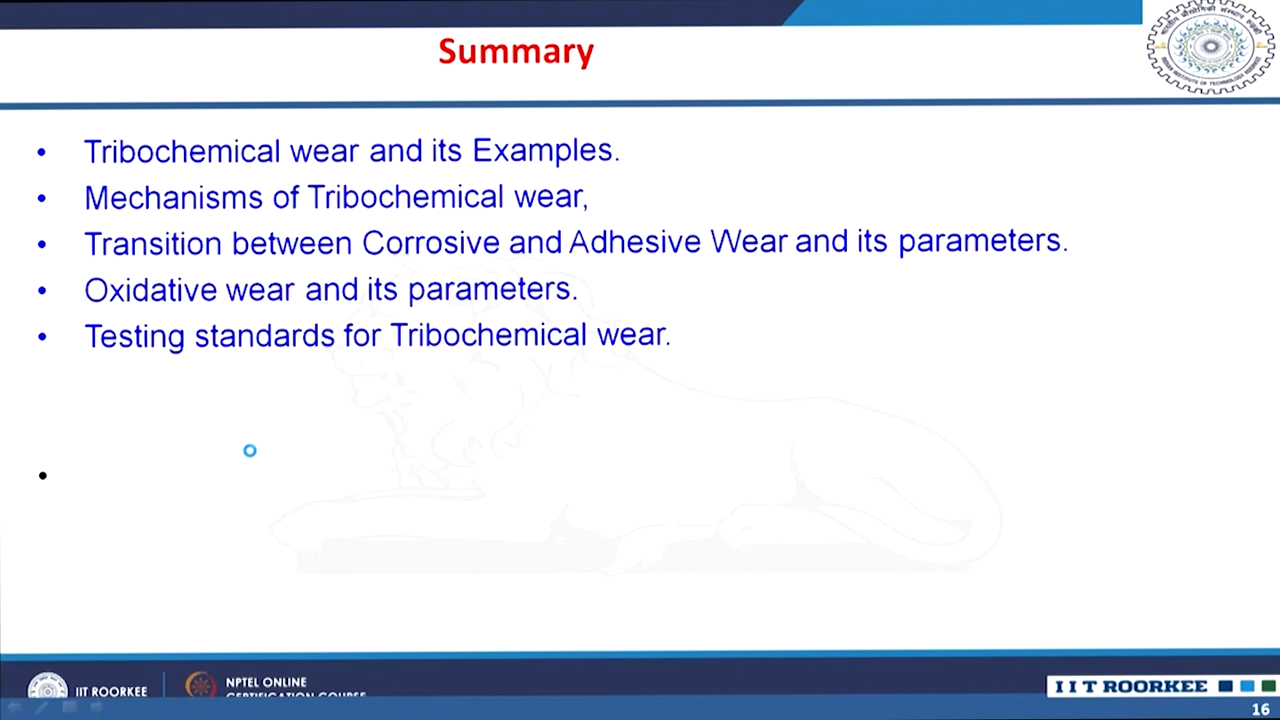 Summary
• Tribochemical wear and its Examples.
• Mechanisms of Tribochemical wear,
• Transition between Corrosive and Adhesive Wear and its parameters.
• Oxidative wear and its parameters.
• Testing standards for Tribochemical wear.
•
IIT ROORKEE
NPTEL ONLINE
CERTIFICATION COURSE
I I T ROORKEE
16